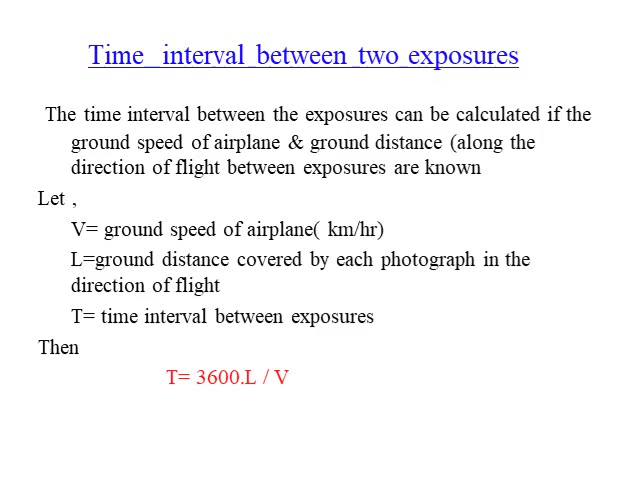 Time interval between two exposures
The time interval between the exposures can be calculated if the
ground speed of airplane & ground distance (along the
direction of flight between exposures are known
Let ,
V= ground speed of airplane( km/hr)
L=ground distance covered by each photograph in the
direction of flight
T= time interval between exposures
Then
T= 3600.L / V